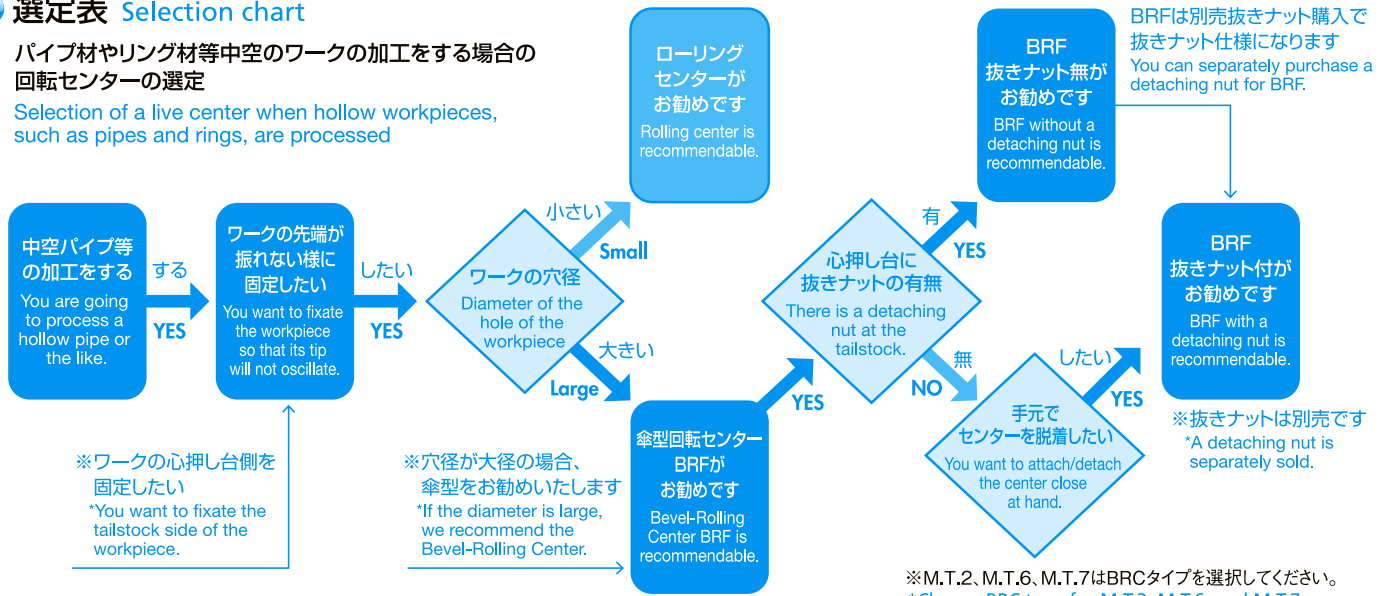 選定表 Selection chart
パイプ材やリング材等中空のワークの加工をする場合の
回転センターの選定
Selection of a live center when hollow workpieces,
such as pipes and rings, are processed
中空パイプ等
の加工をする
You are going
to process a
hollow pipe or
the like.
する
YES
ワークの先端が
振れない様に
固定したい
You want to fixate
the workpiece
so that its tip
will not oscillate.
※ワークの心押し台側を
固定したい
*You want to fixate the
tailstock side of the
workpiece.
したい
YES
ワークの穴径
Diameter of the
hole of the
workpiece
小さい
Small
ローリング
センターが
お勧めです
Rolling center is
recommendable.
大きい
Large
※穴径が大径の場合、
傘型をお勧めいたします
*If the diameter is large,
we recommend the
Bevel-Rolling Center.
傘型回転センター
BRFが
お勧めです
Bevel-Rolling
Center BRF is
recommendable.
YES
心押し台に
抜きナットの有無
There is a detaching
nut at the
tailstock.
有
YES
BRF
抜きナット無が
お勧めです
BRF without a
detaching nut is
recommendable.
BRFは別売抜きナット購入で
抜きナット仕様になります
You can separately purchase a
detaching nut for BRF.
無
NO
手元で
センターを脱着したい
You want to attach/detach
the center close
at hand.
したい
YES
BRF
抜きナット付が
お勧めです
BRF with a
detaching nut is
recommendable.
※抜きナットは別売です
*A detaching nut is
separately sold.
※M.T.2、M.T.6、M.T.7はBRCタイプを選択してください。